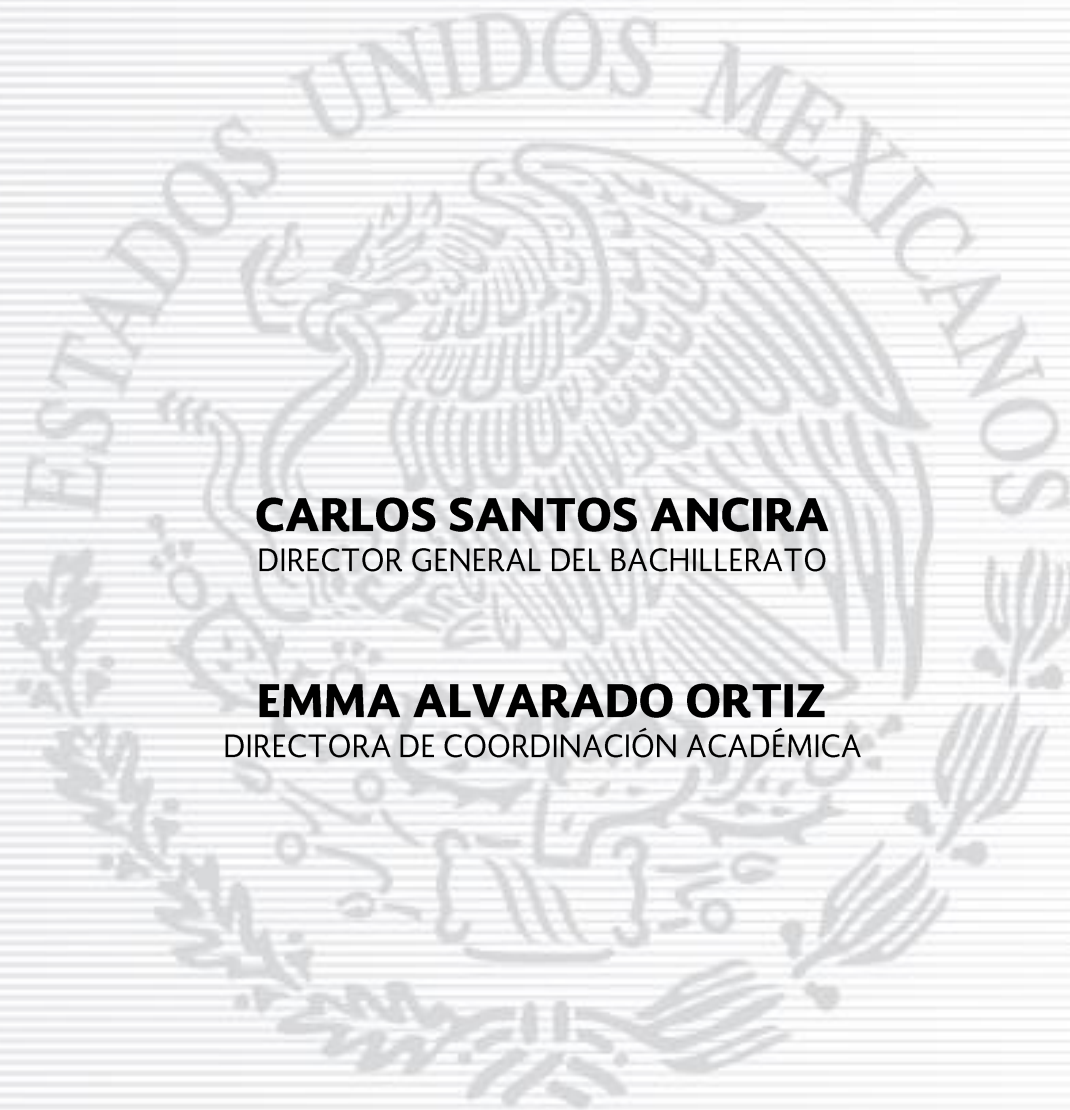 ESTADOS UNIDOS MEXICANOS
CARLOS SANTOS ANCIRA
DIRECTOR GENERAL DEL BACHILLERATO
EMMA ALVARADO ORTIZ
DIRECTORA DE COORDINACIÓN ACADÉMICA